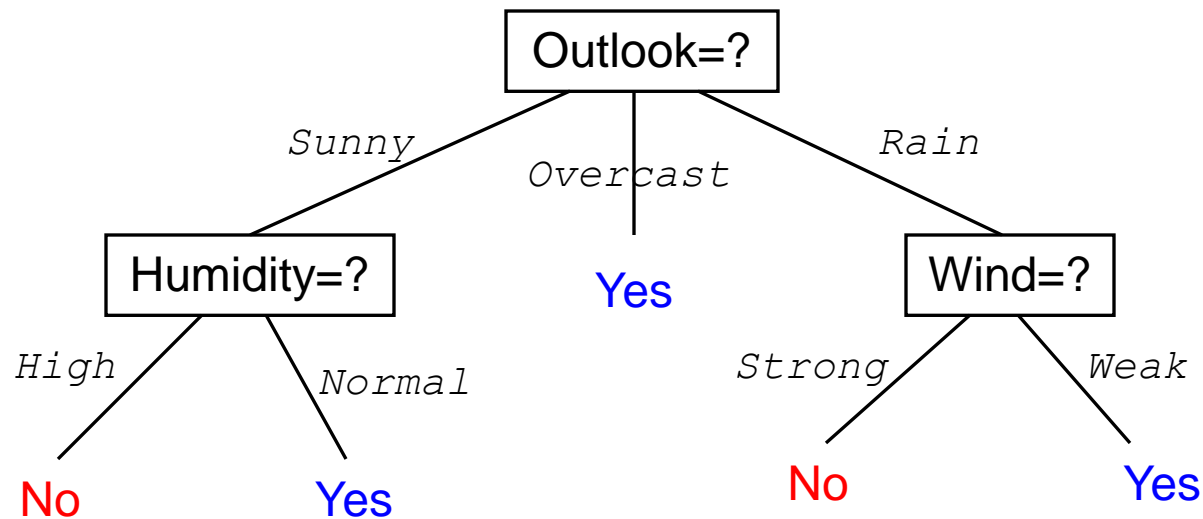 Outlook=?
Sunny
Overcast
Rain
Humidity=?
Yes
Wind=?
High
Normal
Strong
Weak
No
Yes
No
Yes